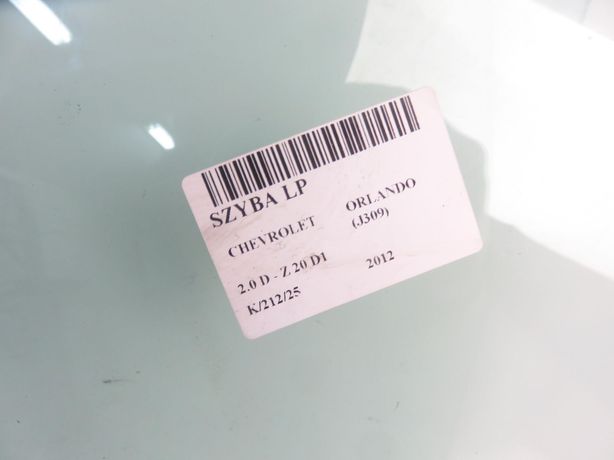 SZYBA LP
CHEVROLET ORLANDO
(J309)
2.0 D - Z 20 D1 2012
K/212/25